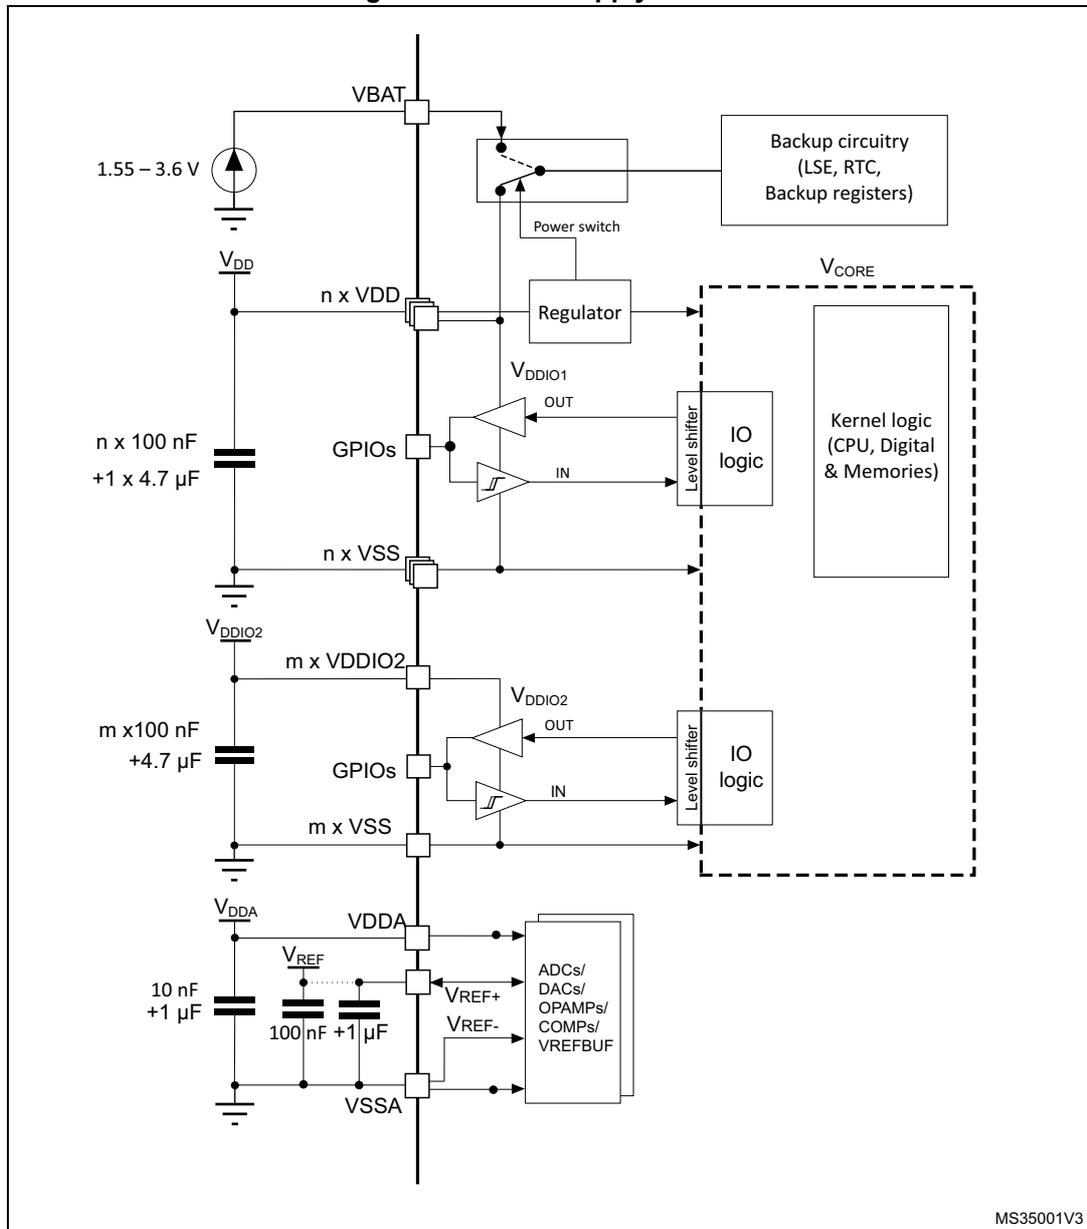 VBAT
1.55 – 3.6 V
Backup circuitry
(LSE, RTC,
Backup registers)
Power switch
VDD
n x VDD
Regulator
VCORE
VDDIO1
OUT
Level shifter
IO
logic
Kernel logic
(CPU, Digital
& Memories)
n x 100 nF
+1 x 4.7 µF
GPIOs
IN
n x VSS
VDDIO2
m x VDDIO2
VDDIO2
OUT
Level shifter
IO
logic
m x100 nF
+4.7 µF
GPIOs
IN
m x VSS
VDDA
VDDA
VREF
10 nF
+1 µF
100 nF
+1 µF
VREF+
VREF-
ADCs/
DACs/
OPAMPs/
COMPs/
VREFBUF
VSSA
MS35001V3